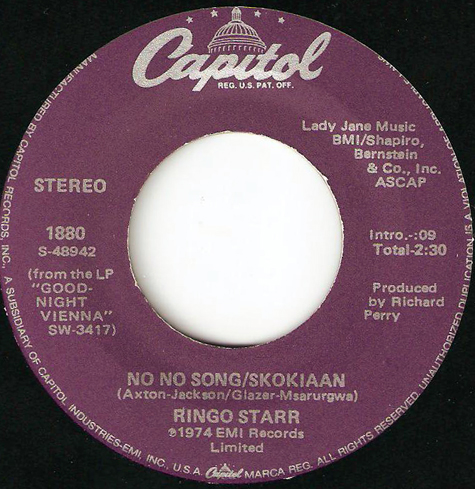 Capitol
REG. U.S. PAT. OFF.
Lady Jane Music
BMI/Shapiro,
Bernstein
& Co., Inc.
ASCAP
STEREO
1880
S-48942
(from the LP
"GOOD-
NIGHT
VIENNA"
SW-3417)
Intro.-:09
Total-2:30
Produced
by Richard
Perry
NO NO SONG/SKOKIAAN
(Axton-Jackson/Glazer-Msarurgwa)
RINGO STARR
℗1974 EMI Records
Limited
MANUFACTURED BY CAPITOL RECORDS, INC., A SUBSIDIARY OF CAPITOL INDUSTRIES-EMI, INC., U.S.A. Capitol MARCA REG. ALL RIGHTS RESERVED. UNAUTHORIZED DUPLICATION IS A